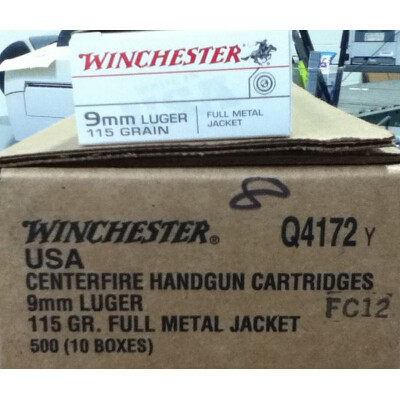 WINCHESTER
9mm LUGER
115 GRAIN
FULL METAL
JACKET
8
WINCHESTER® Q4172 Y
USA
CENTERFIRE HANDGUN CARTRIDGES
9mm LUGER
FC12
115 GR. FULL METAL JACKET
500 (10 BOXES)